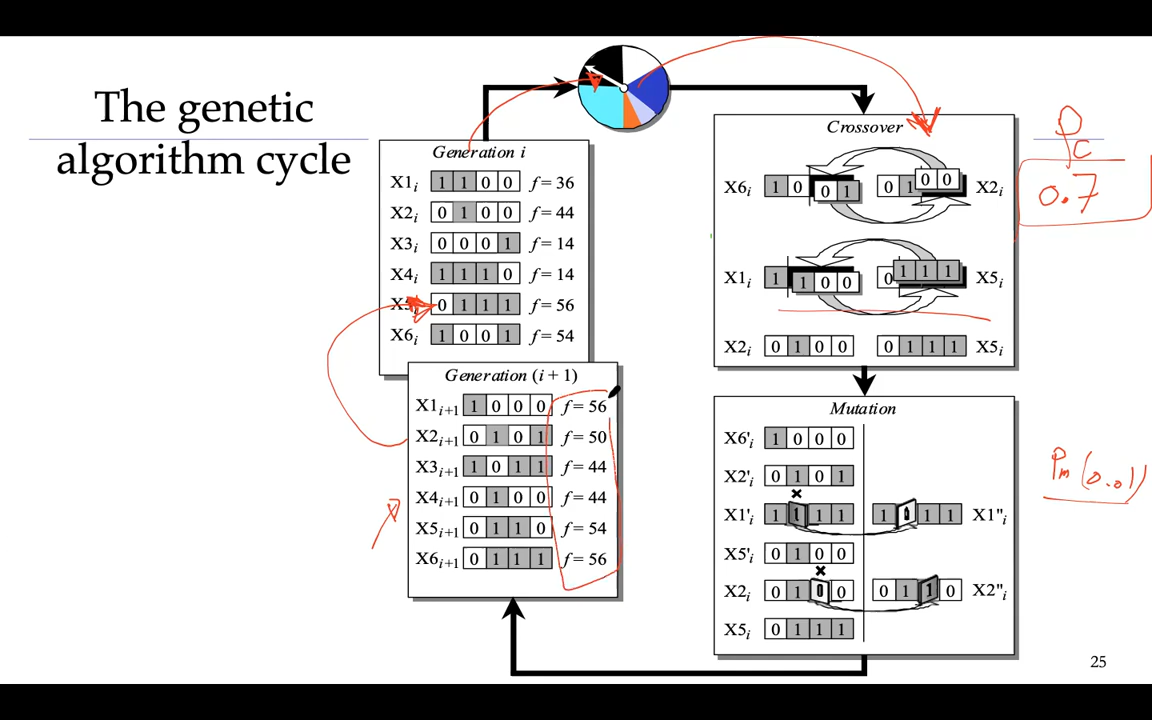 The genetic
algorithm cycle
Generation i
X1i 1 1 0 0 f = 36
X2i 0 1 0 0 f = 44
X3i 0 0 0 1 f = 14
X4i 1 1 1 0 f = 14
X5i 0 1 1 1 f = 56
X6i 1 0 0 1 f = 54
Generation (i + 1)
X1i+1 1 0 0 0 f = 56
X2i+1 0 1 0 1 f = 50
X3i+1 1 0 1 1 f = 44
X4i+1 0 1 0 0 f = 44
X5i+1 0 1 1 0 f = 54
X6i+1 0 1 1 1 f = 56
Crossover
X6i 1 0 0 1 0 1 0 0 X2i
X1i 1 1 0 0 0 1 1 1 X5i
X2i 0 1 0 0 0 1 1 1 X5i
Mutation
X6'i 1 0 0 0
X2'i 0 1 0 1
X1'i 1 1 1 1 1 0 1 1 X1"i
X5'i 0 1 0 0
X2i 0 1 0 0 0 1 1 0 X2"i
X5i 0 1 1 1
Pc
0.7
Pm (0.01)
25